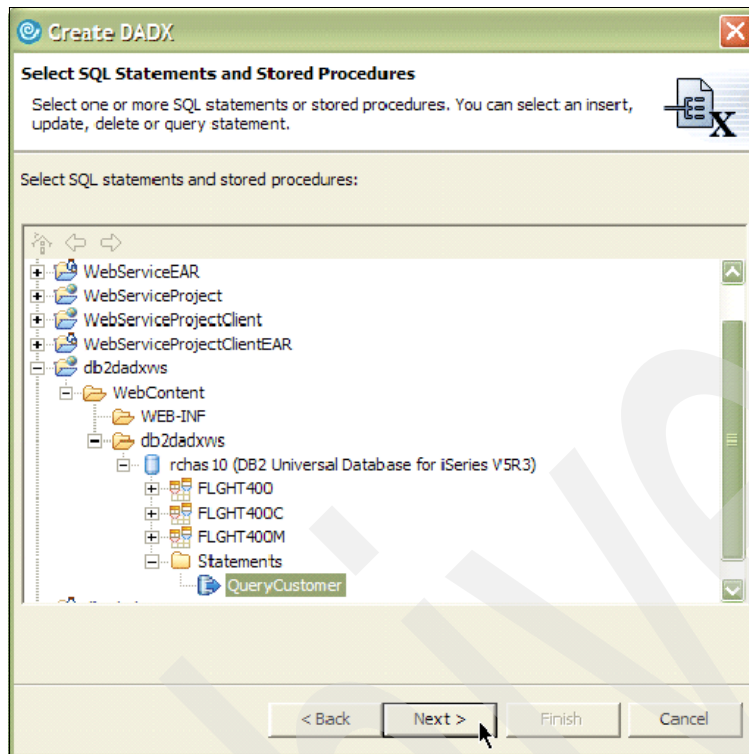 Create DADX
Select SQL Statements and Stored Procedures
Select one or more SQL statements or stored procedures. You can select an insert,
update, delete or query statement.
X
Select SQL statements and stored procedures:
WebServiceEAR
WebServiceProject
WebServiceProjectClient
WebServiceProjectClientEAR
db2dadxws
WebContent
WEB-INF
db2dadxws
rchas10 (DB2 Universal Database for iSeries V5R3)
FLGHT400
FLGHT400C
FLGHT400M
Statements
QueryCustomer
< Back Next > Finish Cancel